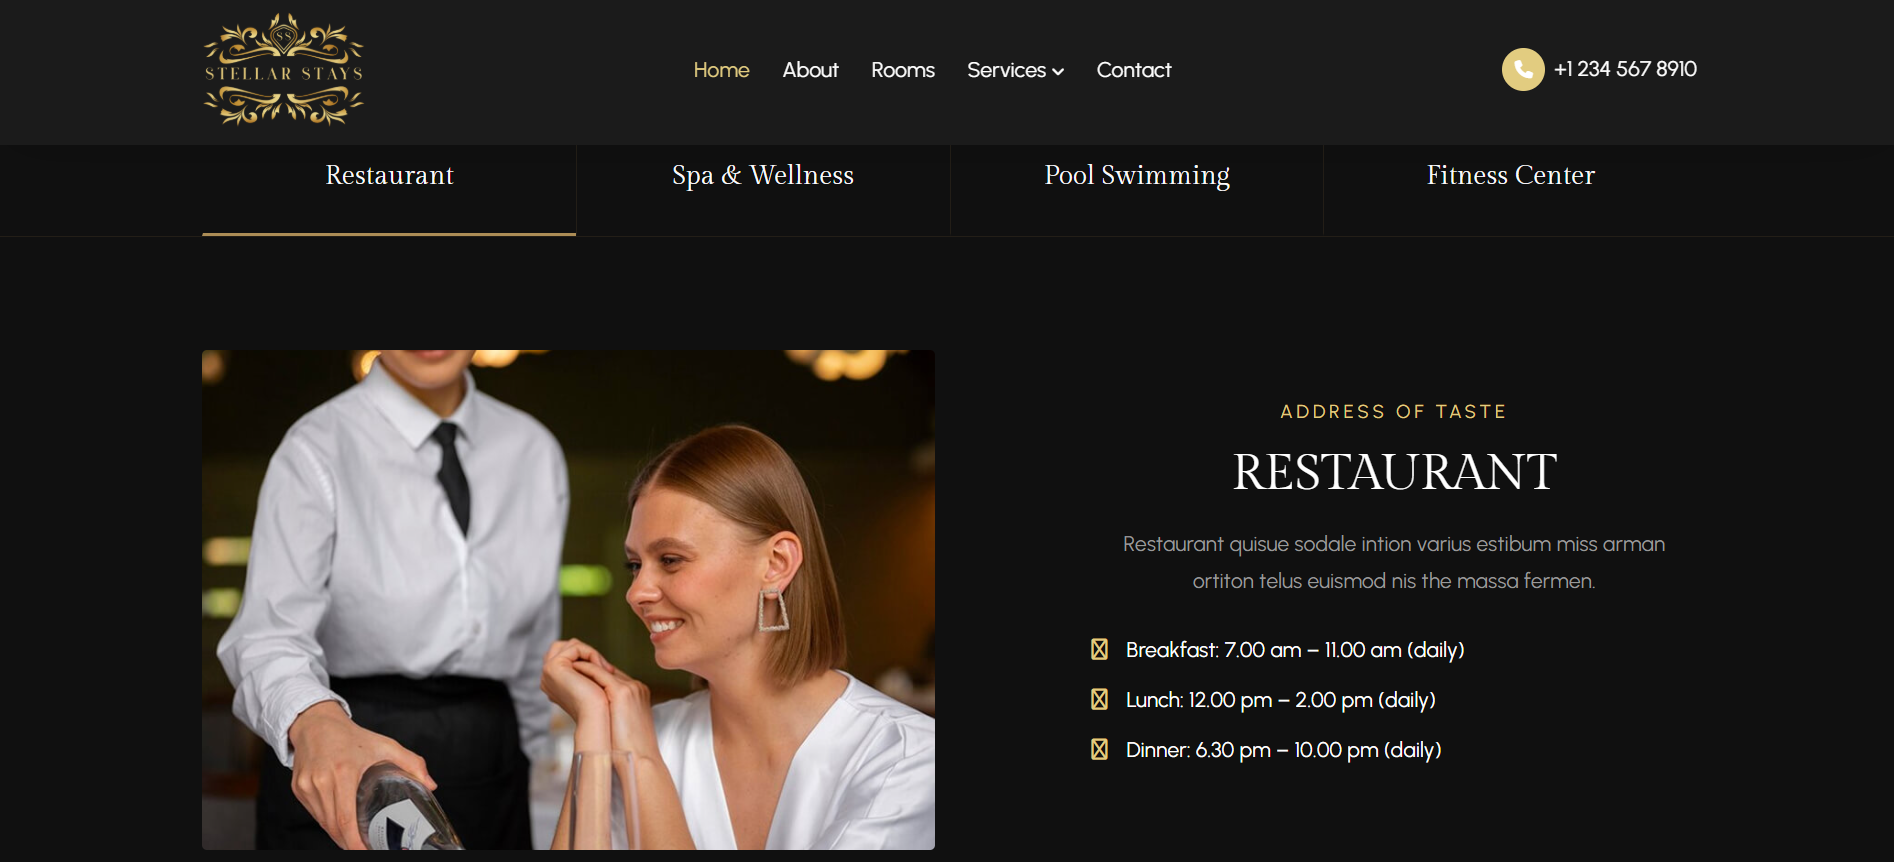 SS
STELLAR STAYS
Home About Rooms Services Contact
+1 234 567 8910
Restaurant Spa & Wellness Pool Swimming Fitness Center
ADDRESS OF TASTE
RESTAURANT
Restaurant quisue sodale intion varius estibum miss arman
ortiton telus euismod nis the massa fermen.
Breakfast: 7.00 am – 11.00 am (daily)
Lunch: 12.00 pm – 2.00 pm (daily)
Dinner: 6.30 pm – 10.00 pm (daily)